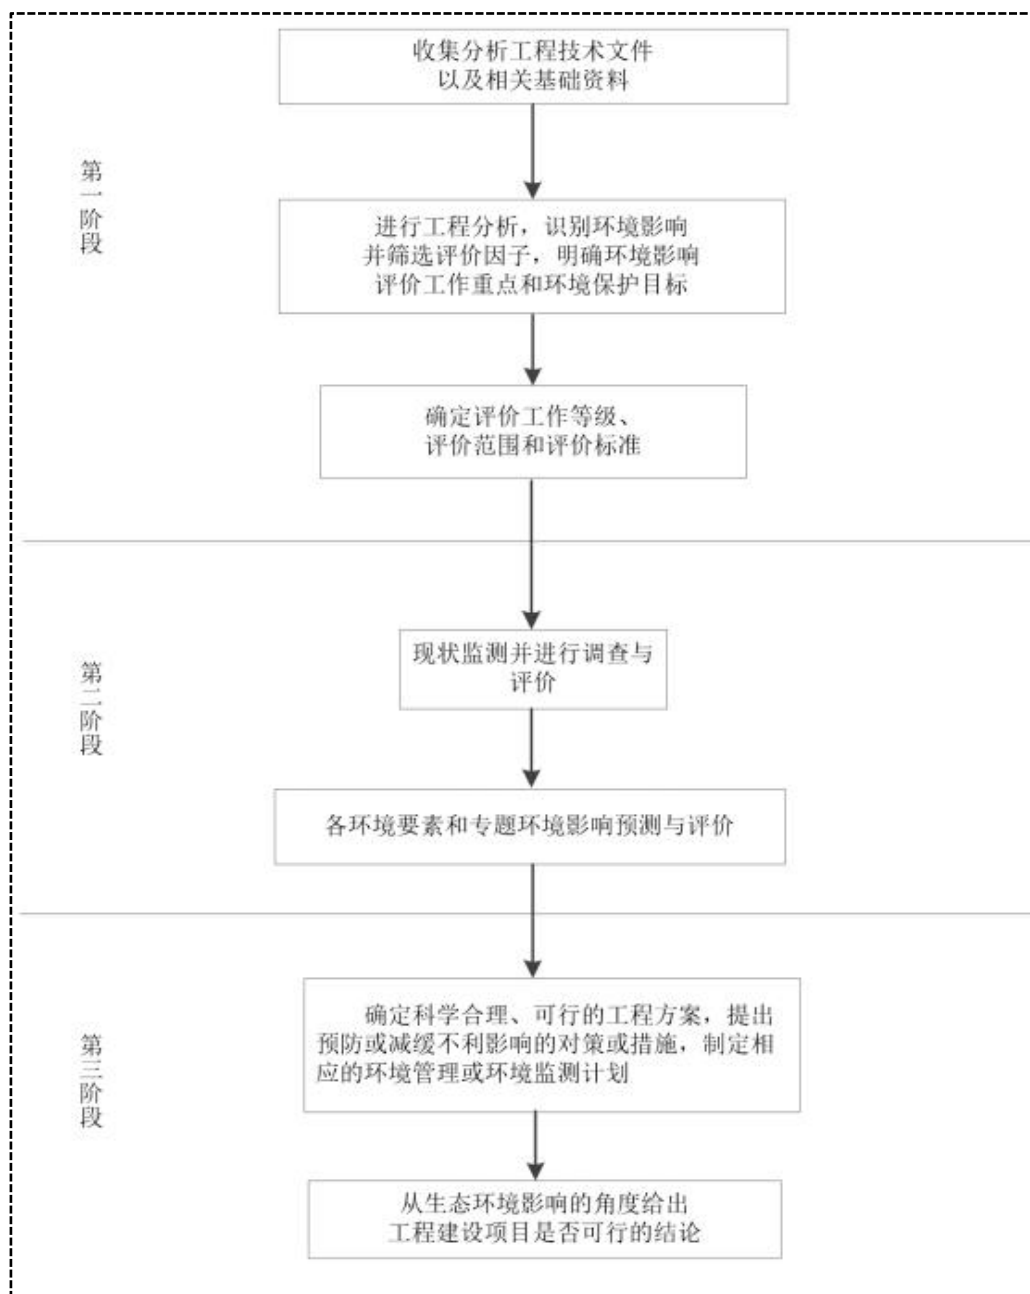 收集分析工程技术文件
以及相关基础资料
第一阶段
进行工程分析，识别环境影响
并筛选评价因子，明确环境影响
评价工作重点和环境保护目标
确定评价工作等级、
评价范围和评价标准
第二阶段
现状监测并进行调查与
评价
各环境要素和专题环境影响预测与评价
第三阶段
确定科学合理、可行的工程方案，提出
预防或减缓不利影响的对策或措施，制定相
应的环境管理或环境监测计划
从生态环境影响的角度给出
工程建设项目是否可行的结论